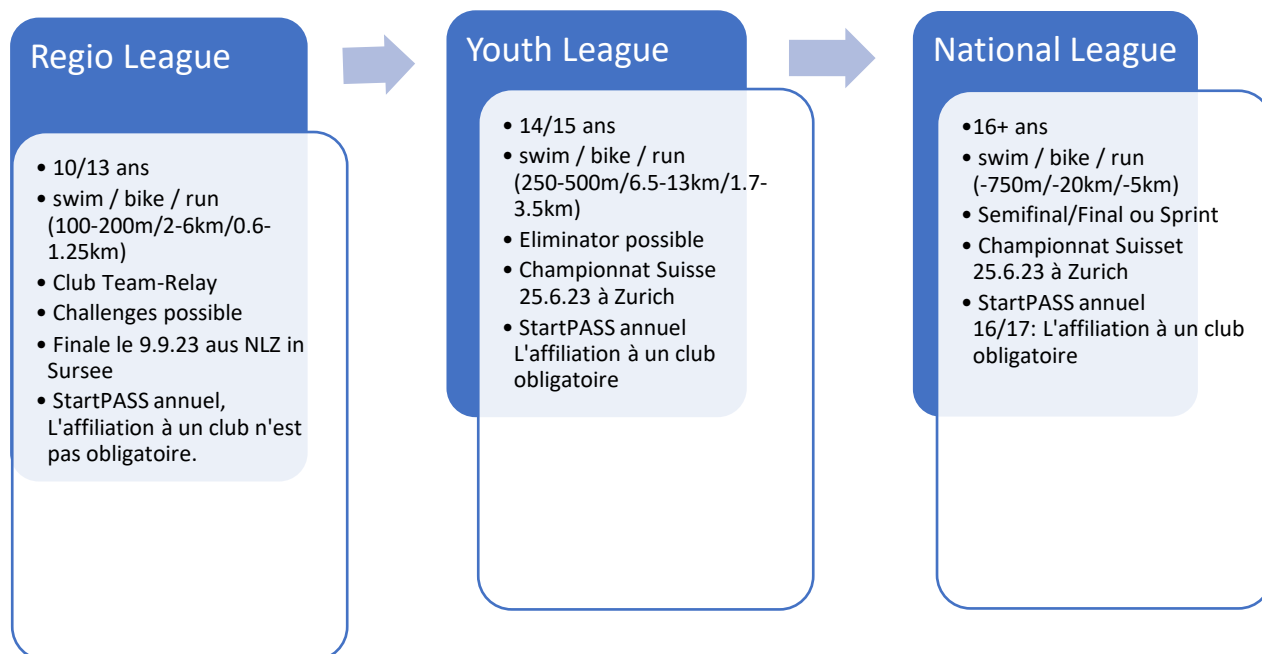 Regio League
• 10/13 ans
• swim / bike / run
(100-200m/2-6km/0.6-
1.25km)
• Club Team-Relay
• Challenges possible
• Finale le 9.9.23 aus NLZ in
Sursee
• StartPASS annuel,
L'affiliation à un club n'est
pas obligatoire.
Youth League
• 14/15 ans
• swim / bike / run
(250-500m/6.5-13km/1.7-
3.5km)
• Eliminator possible
• Championnat Suisse
25.6.23 à Zurich
• StartPASS annuel
L'affiliation à un club
obligatoire
National League
•16+ ans
• swim / bike / run
(-750m/-20km/-5km)
• Semifinal/Final ou Sprint
• Championnat Suisset
25.6.23 à Zurich
• StartPASS annuel
16/17: L'affiliation à un club
obligatoire